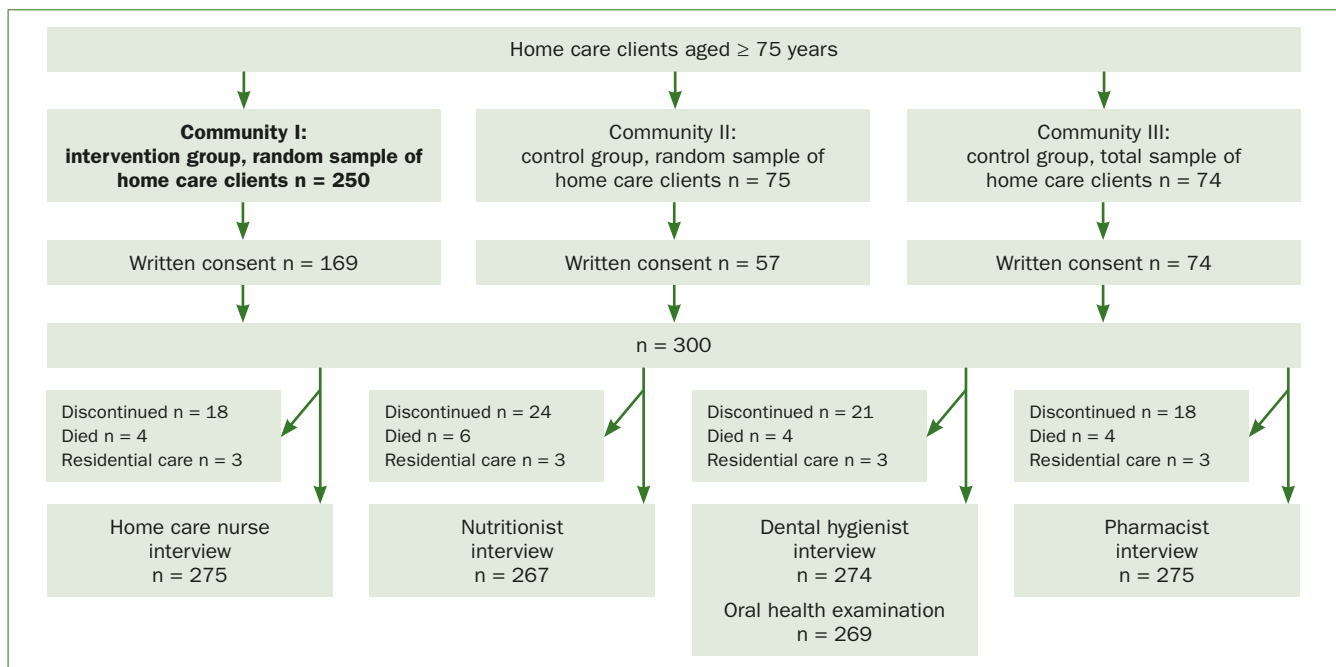 Home care clients aged ≥ 75 years
Community I:
intervention group, random sample of
home care clients n = 250
Community II:
control group, random sample of
home care clients n = 75
Community III:
control group, total sample of
home care clients n = 74
Written consent n = 169
Written consent n = 57
Written consent n = 74
n = 300
Discontinued n = 18
Died n = 4
Residential care n = 3
Discontinued n = 24
Died n = 6
Residential care n = 3
Discontinued n = 21
Died n = 4
Residential care n = 3
Discontinued n = 18
Died n = 4
Residential care n = 3
Home care nurse
interview
n = 275
Nutritionist
interview
n = 267
Dental hygienist
interview
n = 274
Oral health examination
n = 269
Pharmacist
interview
n = 275